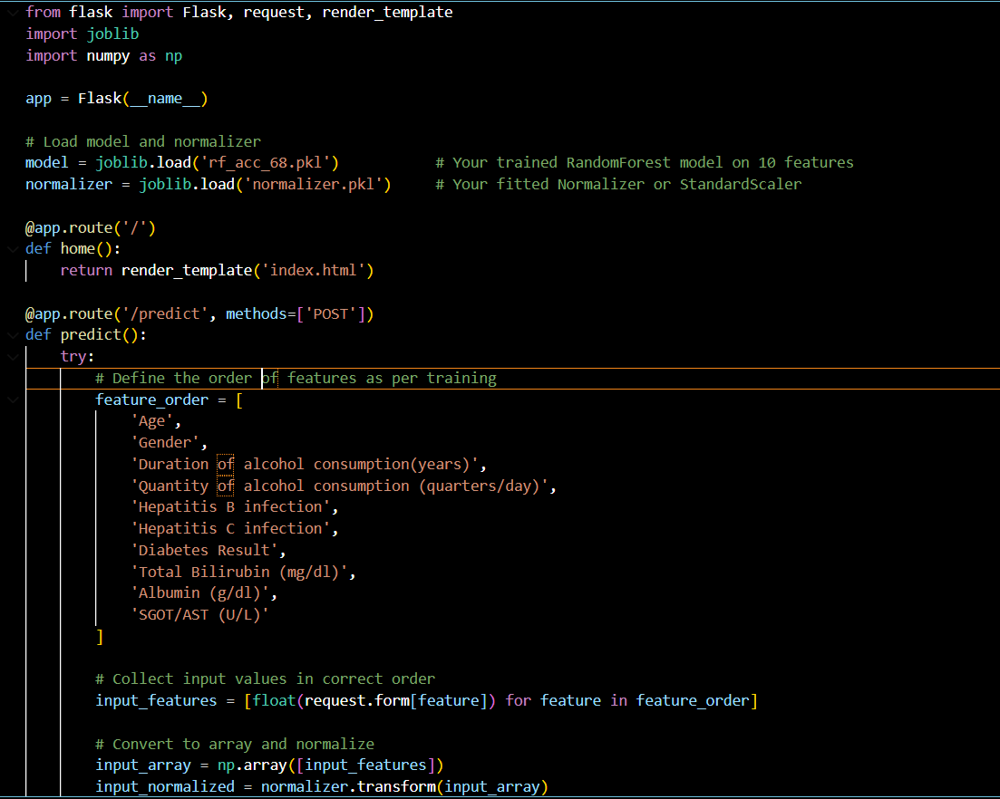 from flask import Flask, request, render_template
import joblib
import numpy as np

app = Flask(__name__)

# Load model and normalizer
model = joblib.load('rf_acc_68.pkl')           # Your trained RandomForest model on 10 features
normalizer = joblib.load('normalizer.pkl')     # Your fitted Normalizer or StandardScaler

@app.route('/')
def home():
    return render_template('index.html')

@app.route('/predict', methods=['POST'])
def predict():
    try:
        # Define the order of features as per training
        feature_order = [
            'Age',
            'Gender',
            'Duration of alcohol consumption(years)',
            'Quantity of alcohol consumption (quarters/day)',
            'Hepatitis B infection',
            'Hepatitis C infection',
            'Diabetes Result',
            'Total Bilirubin (mg/dl)',
            'Albumin (g/dl)',
            'SGOT/AST (U/L)'
        ]

        # Collect input values in correct order
        input_features = [float(request.form[feature]) for feature in feature_order]

        # Convert to array and normalize
        input_array = np.array([input_features])
        input_normalized = normalizer.transform(input_array)